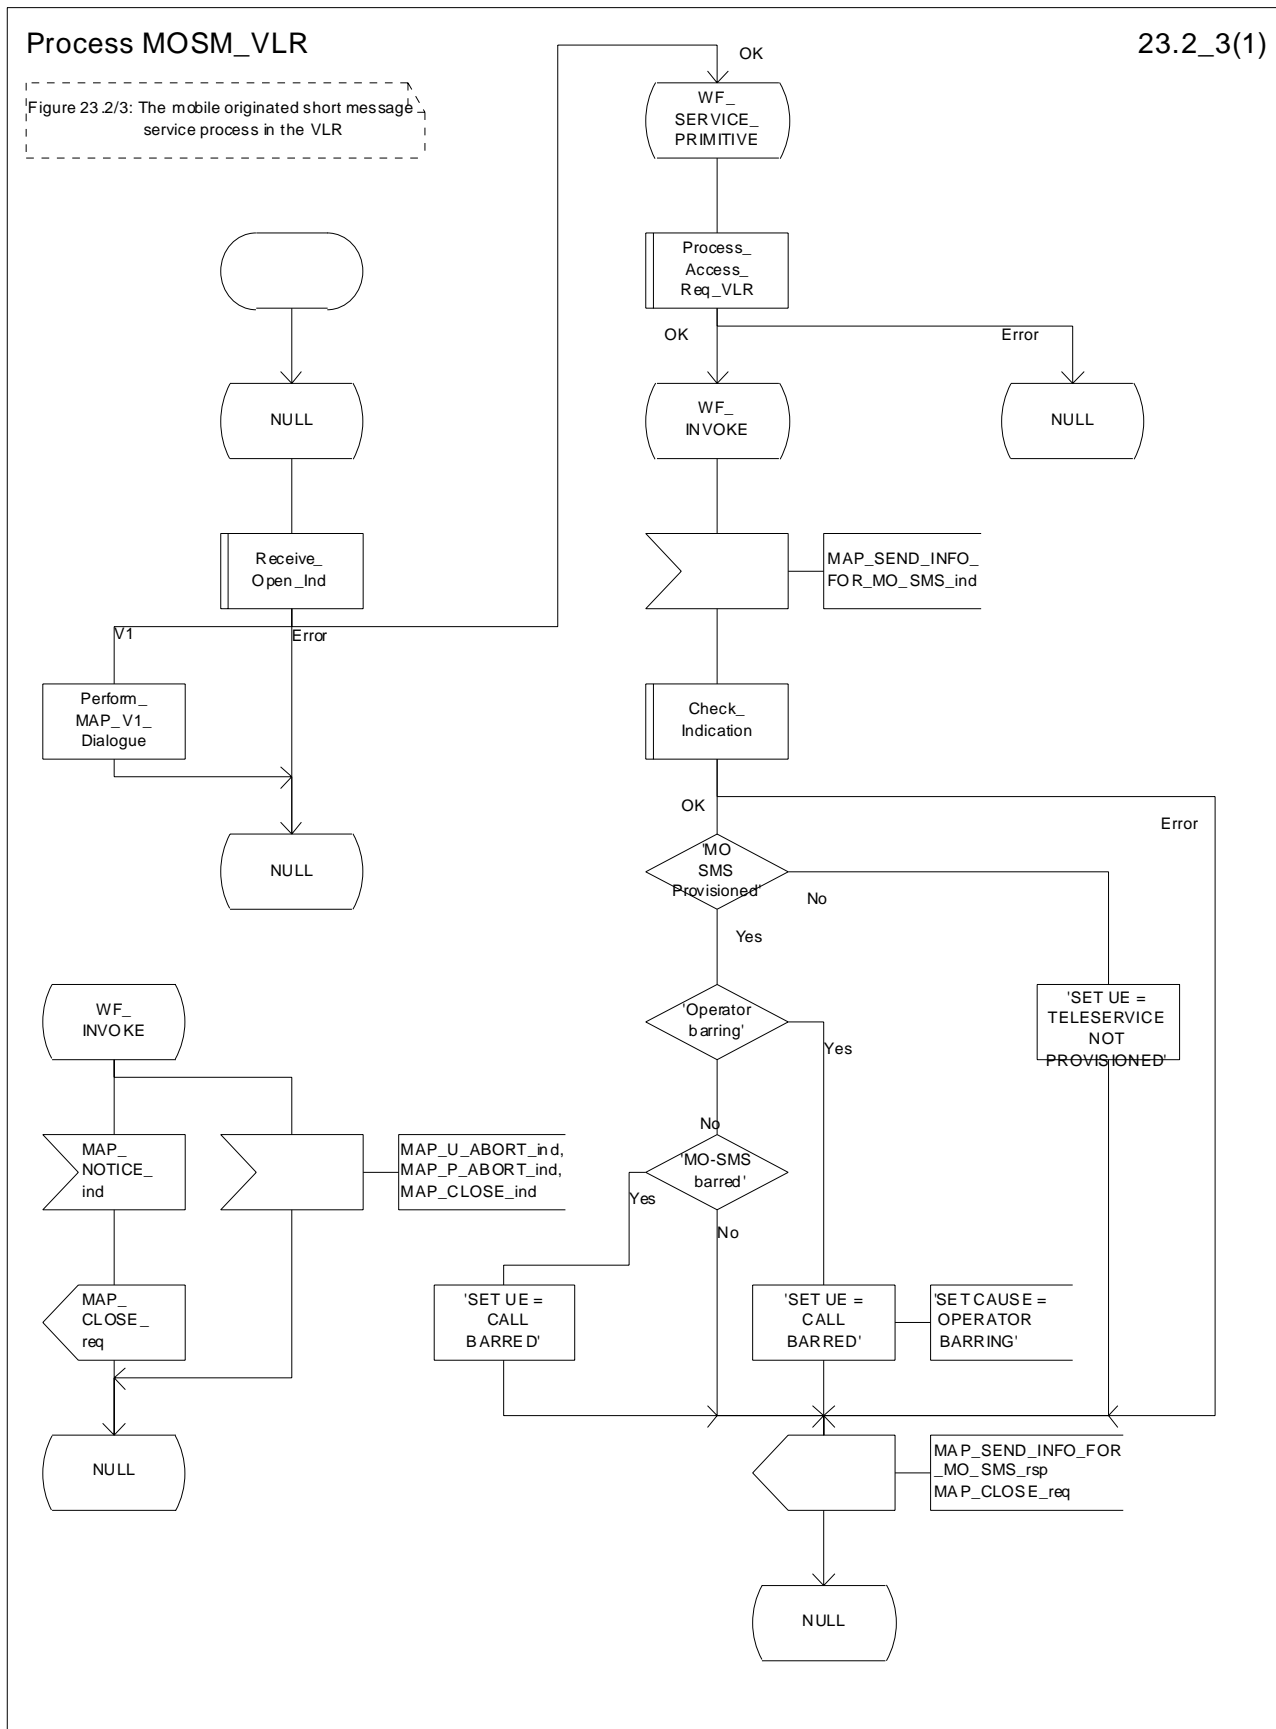 Process MOSM_VLR
23.2_3(1)
Figure 23.2/3: The mobile originated short message
service process in the VLR
OK
WF_
SERVICE_
PRIMITIVE
Process_
Access_
Req_VLR
OK
Error
NULL
WF_
INVOKE
NULL
Receive_
Open_Ind
MAP_SEND_INFO_
FOR_MO_SMS_ind
V1
Error
Perform_
MAP_V1_
Dialogue
Check_
Indication
OK
Error
NULL
'MO
SMS
Provisioned'
No
Yes
WF_
INVOKE
'Operator
barring'
Yes
'SET UE =
TELESERVICE
NOT
PROVISIONED'
No
MAP_
NOTICE_
ind
MAP_U_ABORT_ind,
MAP_P_ABORT_ind,
MAP_CLOSE_ind
'MO-SMS
barred'
Yes
No
MAP_
CLOSE_
req
'SET UE =
CALL
BARRED'
'SET UE =
CALL
BARRED'
'SET CAUSE =
OPERATOR
BARRING'
NULL
MAP_SEND_INFO_FOR
_MO_SMS_rsp
MAP_CLOSE_req
NULL